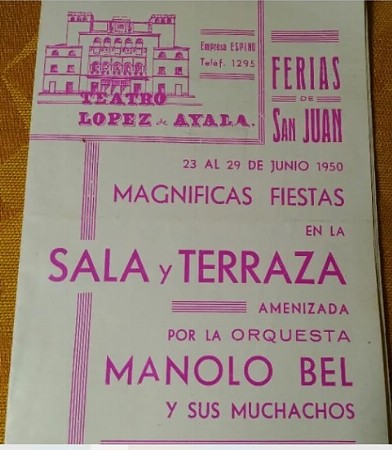 TEATRO
LOPEZ de AYALA.
Empresa ESPINO
Teléf. 1295
FERIAS
DE
SAN JUAN
23 AL 29 DE JUNIO 1950
MAGNIFICAS FIESTAS
EN LA
SALA y TERRAZA
AMENIZADA
POR LA ORQUESTA
MANOLO BEL
Y SUS MUCHACHOS